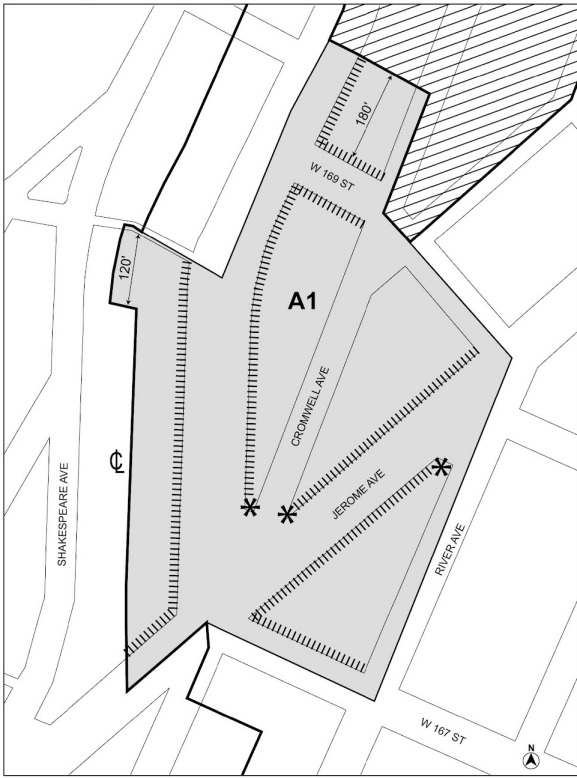 180'
W 169 ST
120'
A1
CROMWELL AVE
℄
JEROME AVE
SHAKESPEARE AVE
RIVER AVE
W 167 ST
N